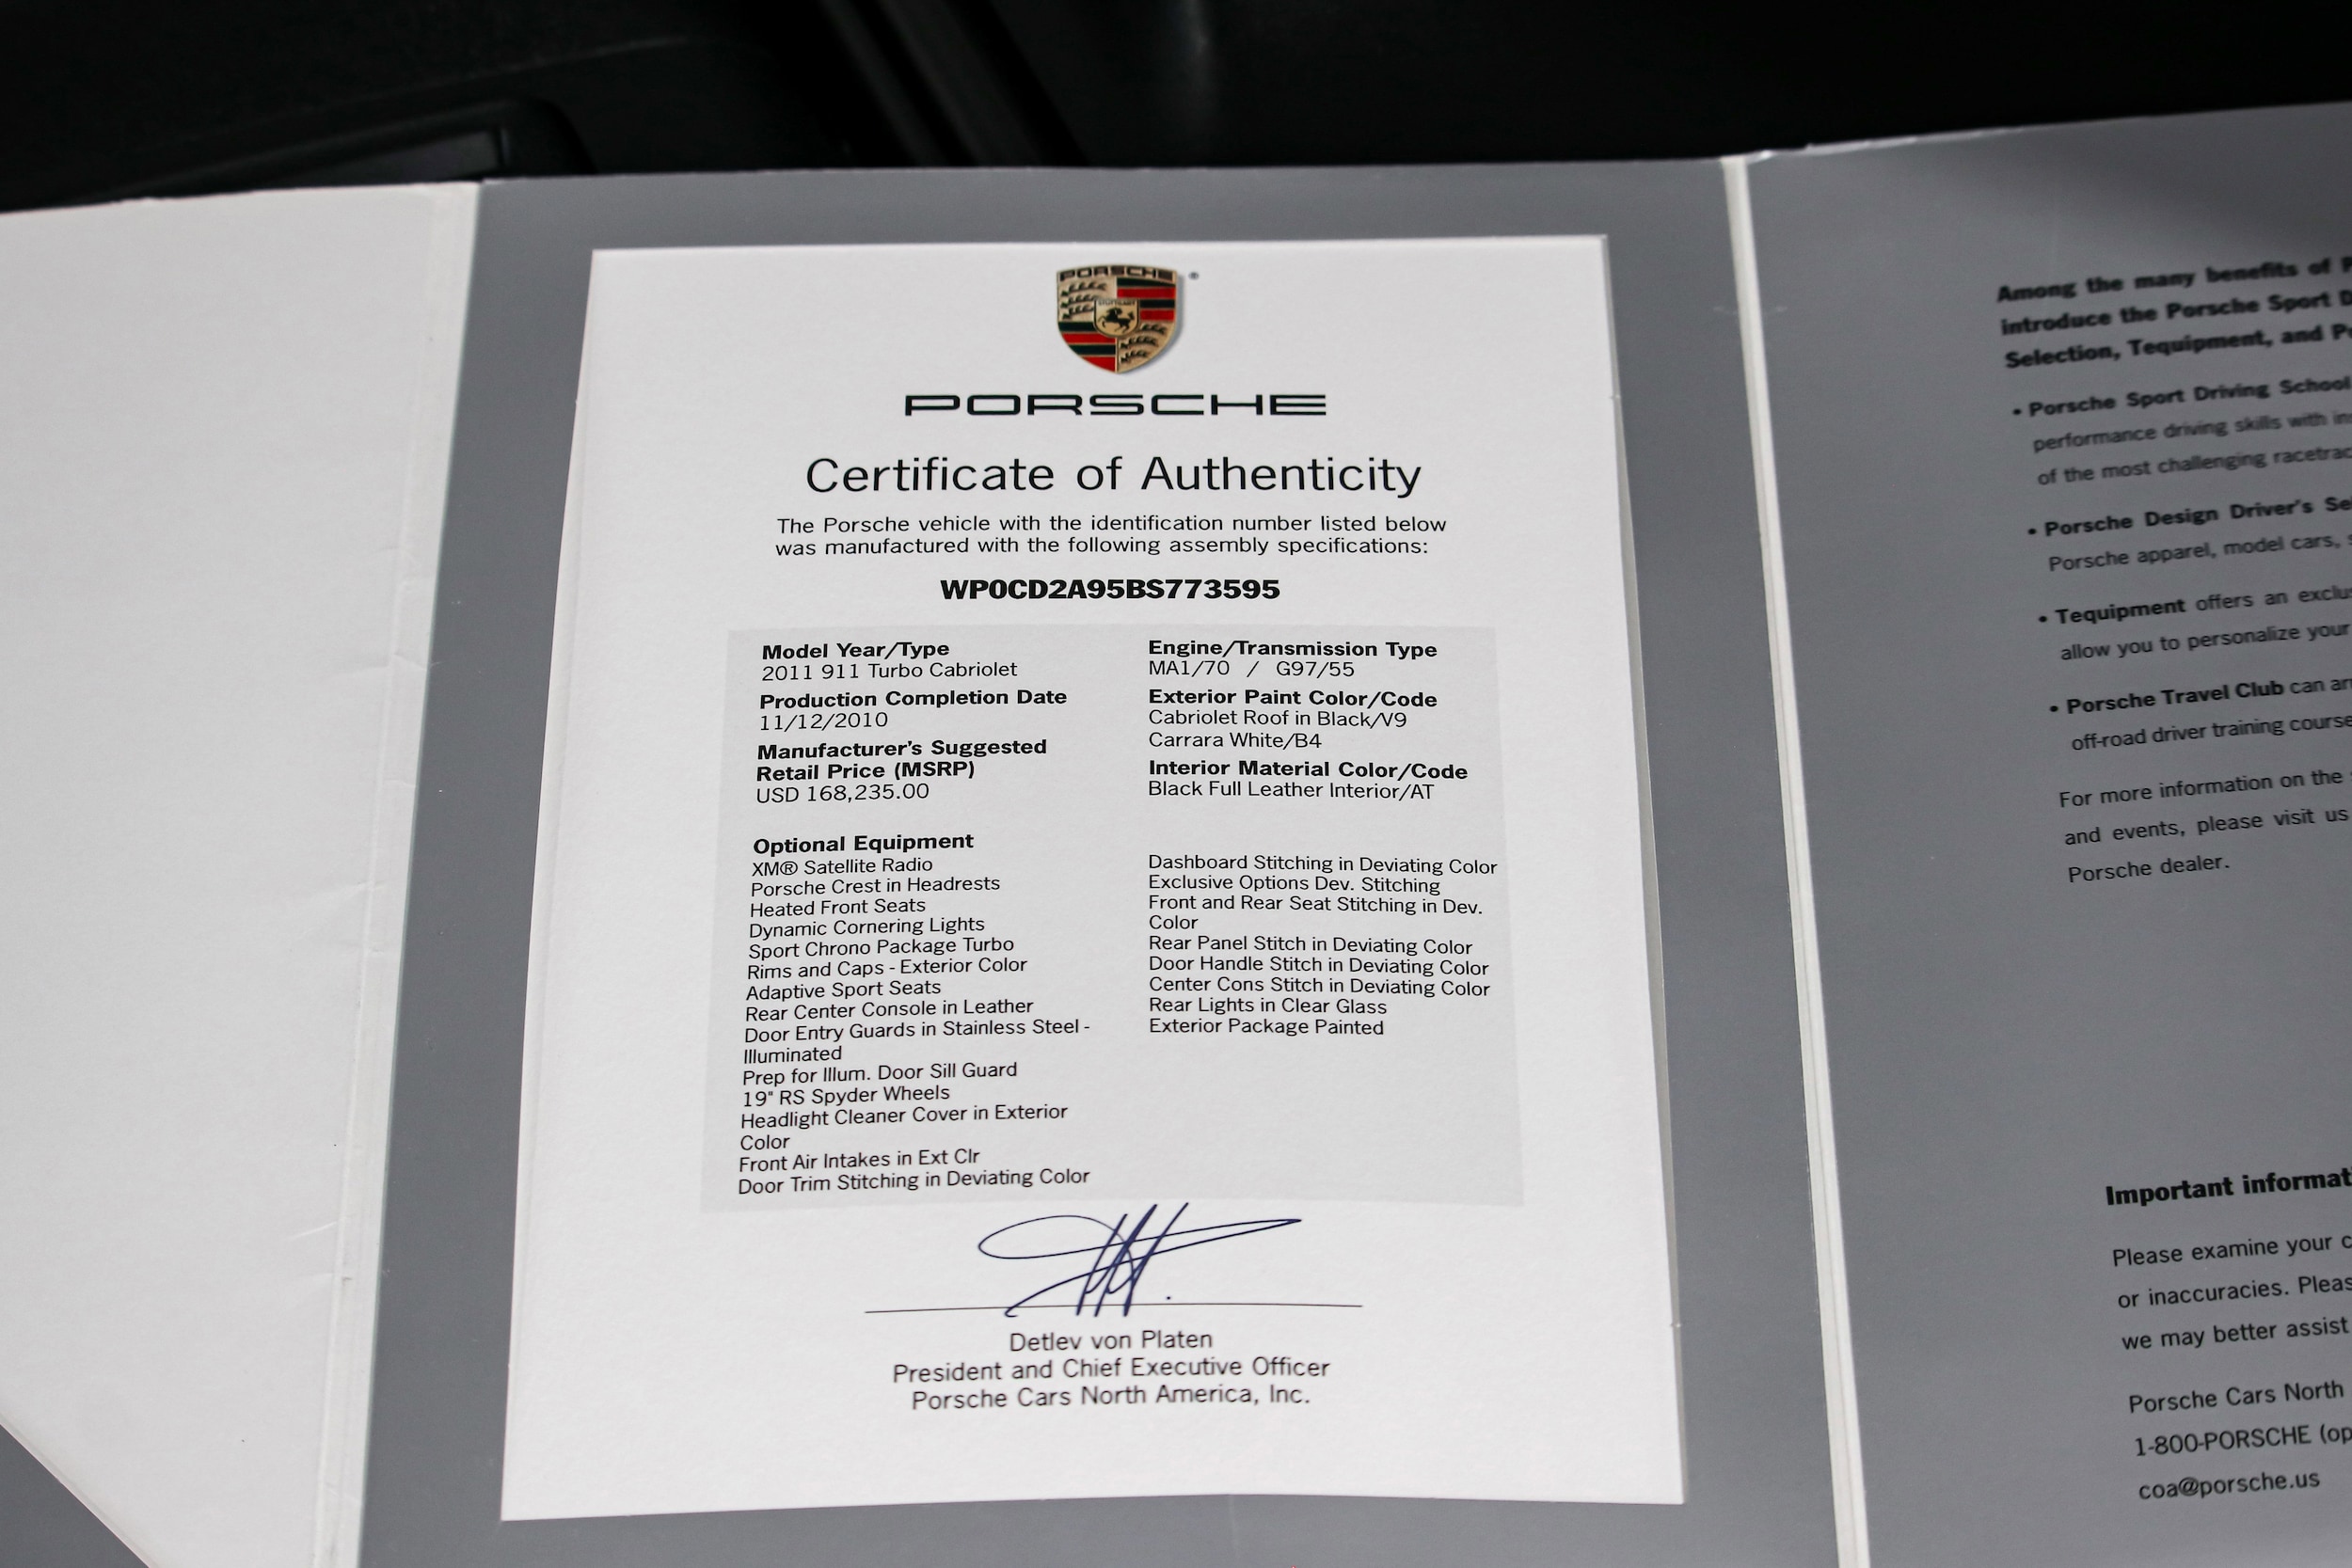 PORSCHE
PORSCHE
Certificate of Authenticity
The Porsche vehicle with the identification number listed below
was manufactured with the following assembly specifications:
WP0CD2A95BS773595
Model Year/Type
2011 911 Turbo Cabriolet
Production Completion Date
11/12/2010
Manufacturer's Suggested
Retail Price (MSRP)
USD 168,235.00
Engine/Transmission Type
MA1/70 / G97/55
Exterior Paint Color/Code
Cabriolet Roof in Black/V9
Carrara White/B4
Interior Material Color/Code
Black Full Leather Interior/AT
Optional Equipment
XM® Satellite Radio
Porsche Crest in Headrests
Heated Front Seats
Dynamic Cornering Lights
Sport Chrono Package Turbo
Rims and Caps - Exterior Color
Adaptive Sport Seats
Rear Center Console in Leather
Door Entry Guards in Stainless Steel -
Illuminated
Prep for Illum. Door Sill Guard
19" RS Spyder Wheels
Headlight Cleaner Cover in Exterior
Color
Front Air Intakes in Ext Clr
Door Trim Stitching in Deviating Color
Dashboard Stitching in Deviating Color
Exclusive Options Dev. Stitching
Front and Rear Seat Stitching in Dev.
Color
Rear Panel Stitch in Deviating Color
Door Handle Stitch in Deviating Color
Center Cons Stitch in Deviating Color
Rear Lights in Clear Glass
Exterior Package Painted
Detlev von Platen
President and Chief Executive Officer
Porsche Cars North America, Inc.
Among the many benefits of
introduce the Porsche Sport
Selection, Tequipment, and
• Porsche Sport Driving School
performance driving skills with
of the most challenging
• Porsche Design Driver's
Porsche apparel, model cars,
• Tequipment offers an
allow you to personalize your
• Porsche Travel Club can
off-road driver training
For more information on the
and events, please visit us
Porsche dealer.
Important
Please examine your
or inaccuracies.
we may better assist
Porsche Cars North
1-800-PORSCHE
coa@porsche.us